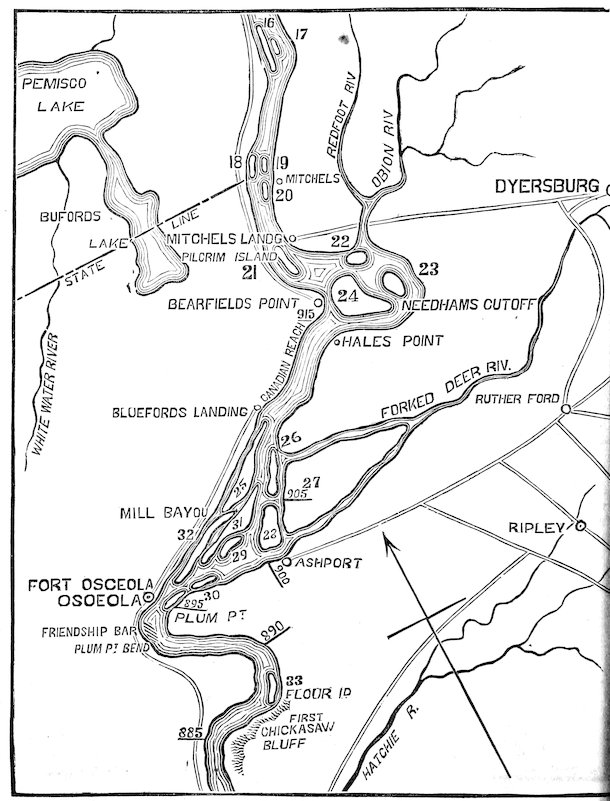 16
17
PEMISCO
LAKE
REDFOOT RIV
OBION RIV
18
19
20
MITCHELS
DYERSBURG
BUFORDS
LAKE
STATE
LINE
MITCHELS LANDG
PILGRIM ISLAND
21
22
23
24
BEARFIELDS POINT
915
NEEDHAMS CUTOFF
HALES POINT
WHITE WATER RIVER
CANADIAN REACH
FORKED DEER RIV.
RUTHER FORD
BLUEFORDS LANDING
26
25
27
905
MILL BAYOU
31
32
28
29
RIPLEY
ASHPORT
900
FORT OSCEOLA
OSOEOLA
30
895
PLUM PT
FRIENDSHIP BAR
PLUM PT BEND
890
33
FLOUR ID
FIRST
CHICKASAW
BLUFF
885
HATCHIE R.